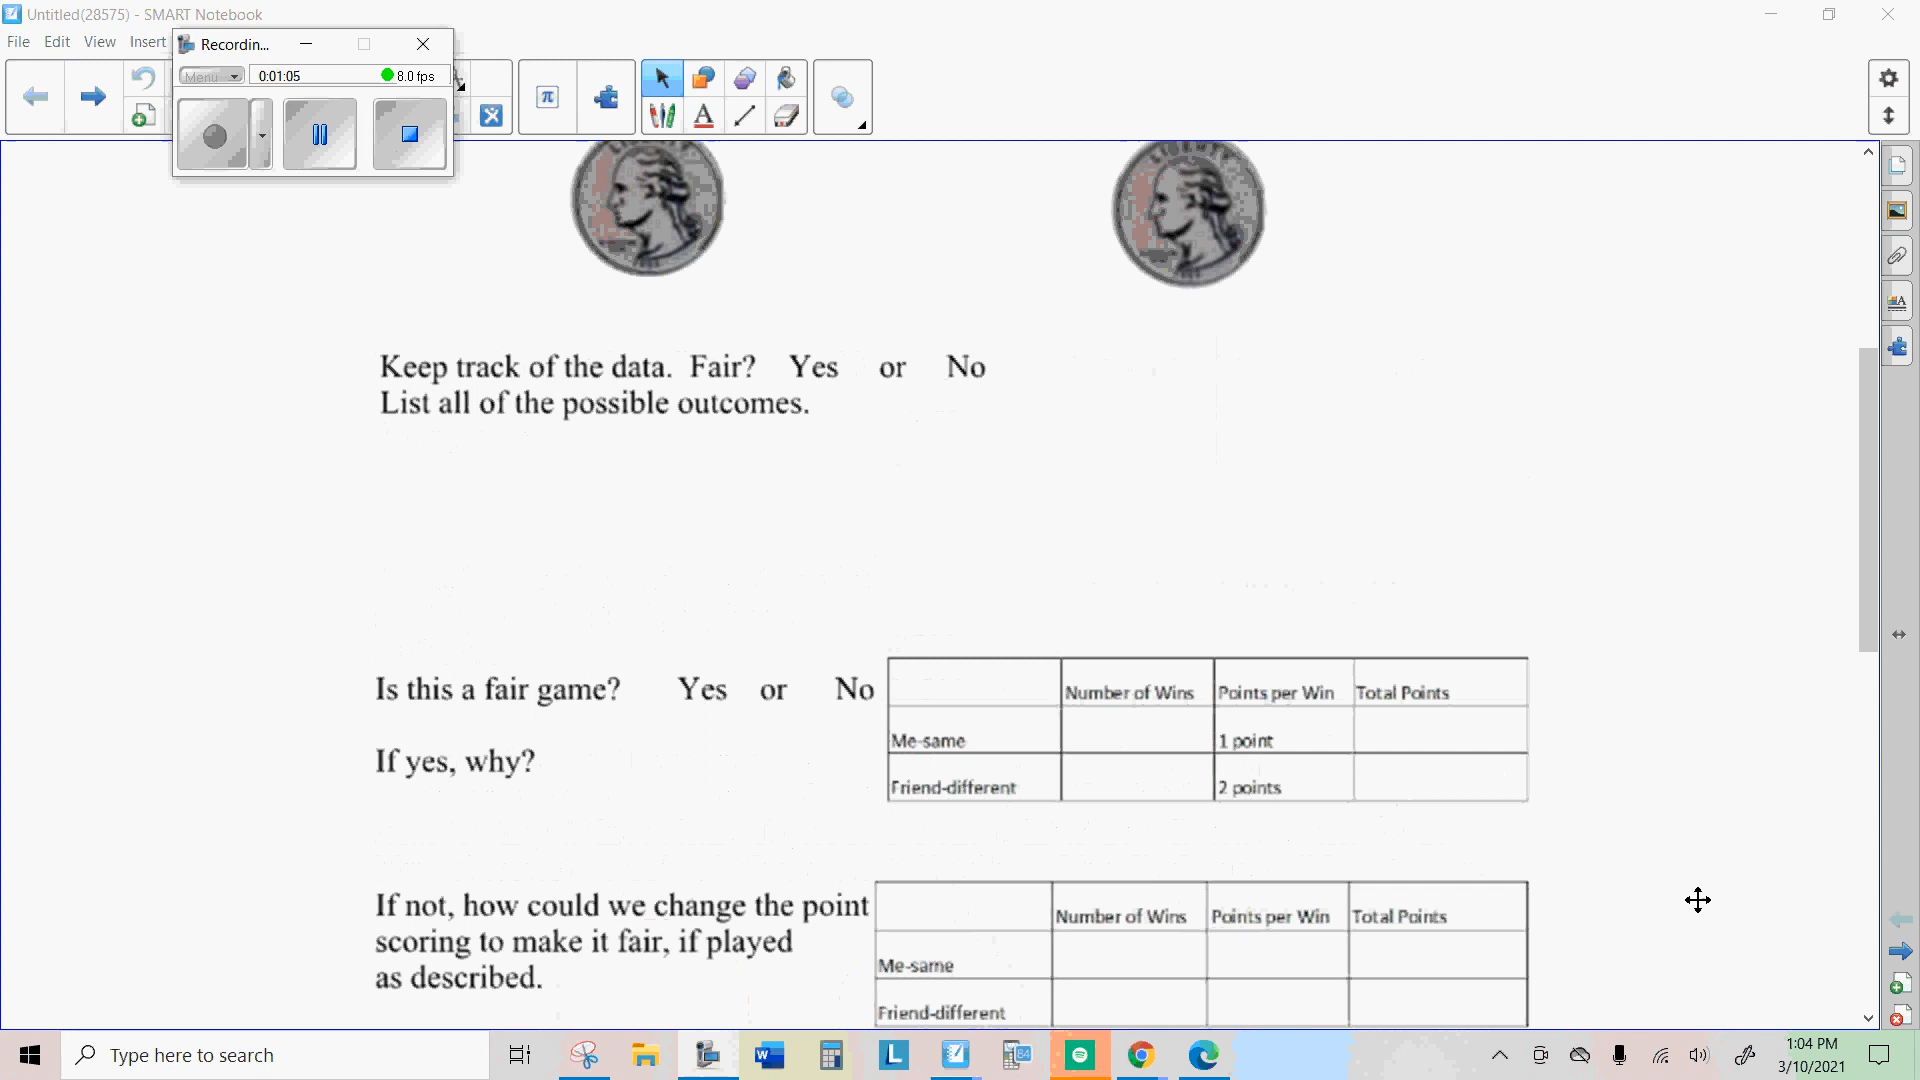 Untitled(28575) - SMART Notebook
File Edit View Insert
Recordin...
Menu 0:01:05 8.0 fps
LIBERTY LIBERTY
Keep track of the data. Fair? Yes or No
List all of the possible outcomes.
Is this a fair game? Yes or No
If yes, why?
Number of Wins Points per Win Total Points
Me-same 1 point
Friend-different 2 points
If not, how could we change the point
scoring to make it fair, if played
as described.
Number of Wins Points per Win Total Points
Me-same
Friend-different
Type here to search
1:04 PM
3/10/2021